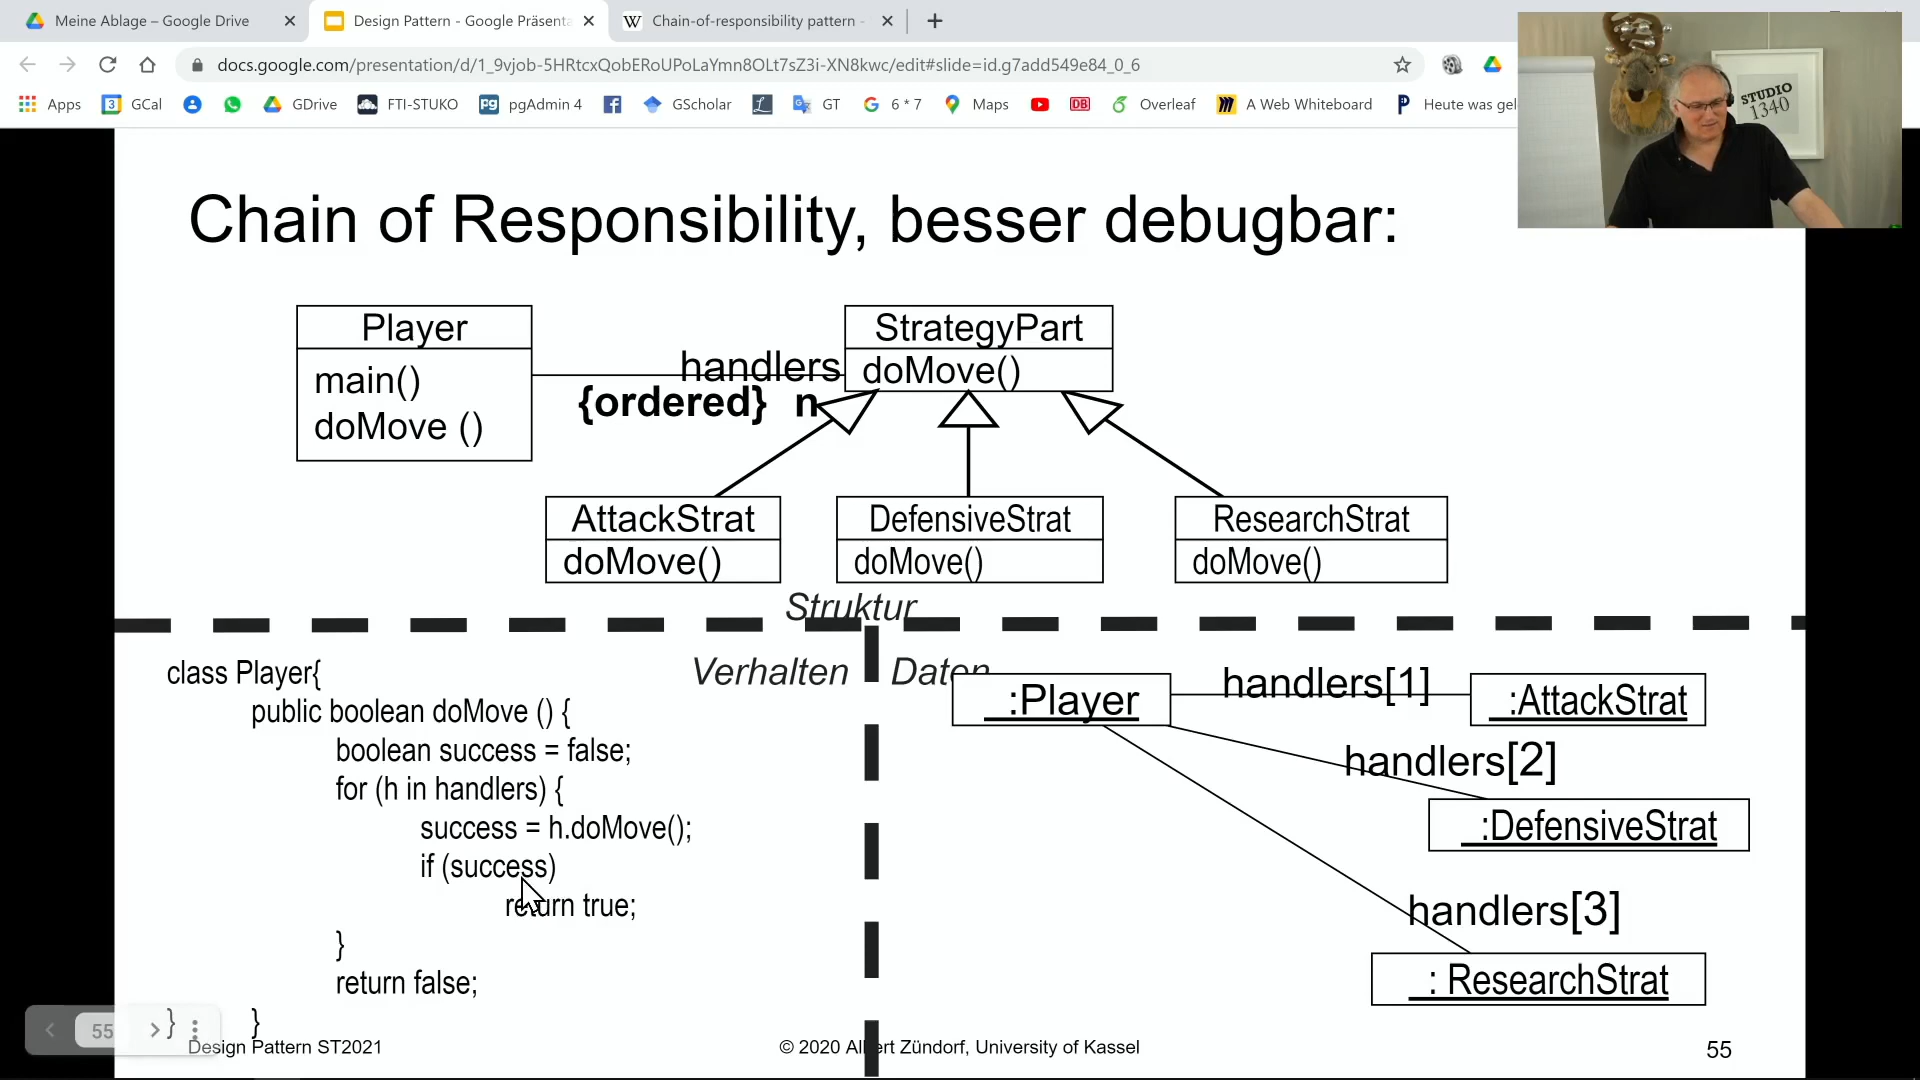 Meine Ablage – Google Drive
Design Pattern - Google Präsenta
Chain-of-responsibility pattern -
docs.google.com/presentation/d/1_9vjob-5HRtcxQobERoUPoLaYmn8OLt7sZ3i-XN8kwc/edit#slide=id.g7add549e84_0_6
Apps GCal GDrive FTI-STUKO pgAdmin 4 GScholar GT 6 * 7 Maps DB Overleaf A Web Whiteboard Heute was gel
STUDIO
1340
Chain of Responsibility, besser debugbar:
Player
main()
doMove ()
handlers
{ordered} n
StrategyPart
doMove()
AttackStrat
doMove()
DefensiveStrat
doMove()
ResearchStrat
doMove()
Struktur
Verhalten
Daten
class Player{
public boolean doMove () {
boolean success = false;
for (h in handlers) {
success = h.doMove();
if (success)
return true;
}
return false;
}
}
:Player
handlers[1]
:AttackStrat
handlers[2]
:DefensiveStrat
handlers[3]
: ResearchStrat
55
Design Pattern ST2021
© 2020 Albert Zündorf, University of Kassel
55